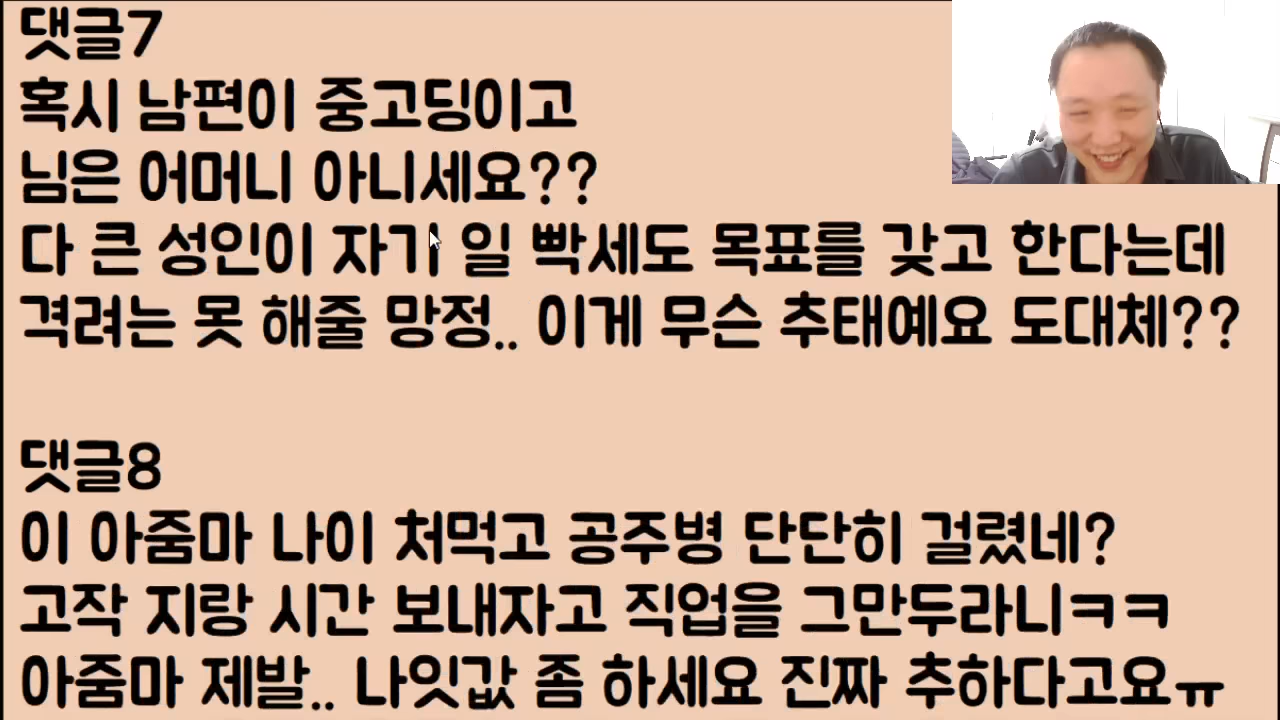 댓글7
혹시 남편이 중고딩이고
님은 어머니 아니세요??
다 큰 성인이 자기 일 빡세도 목표를 갖고 한다는데
격려는 못 해줄 망정.. 이게 무슨 추태예요 도대체??
댓글8
이 아줌마 나이 처먹고 공주병 단단히 걸렸네?
고작 지랑 시간 보내자고 직업을 그만두라니ㅋㅋ
아줌마 제발.. 나잇값 좀 하세요 진짜 추하다고요ㅠ